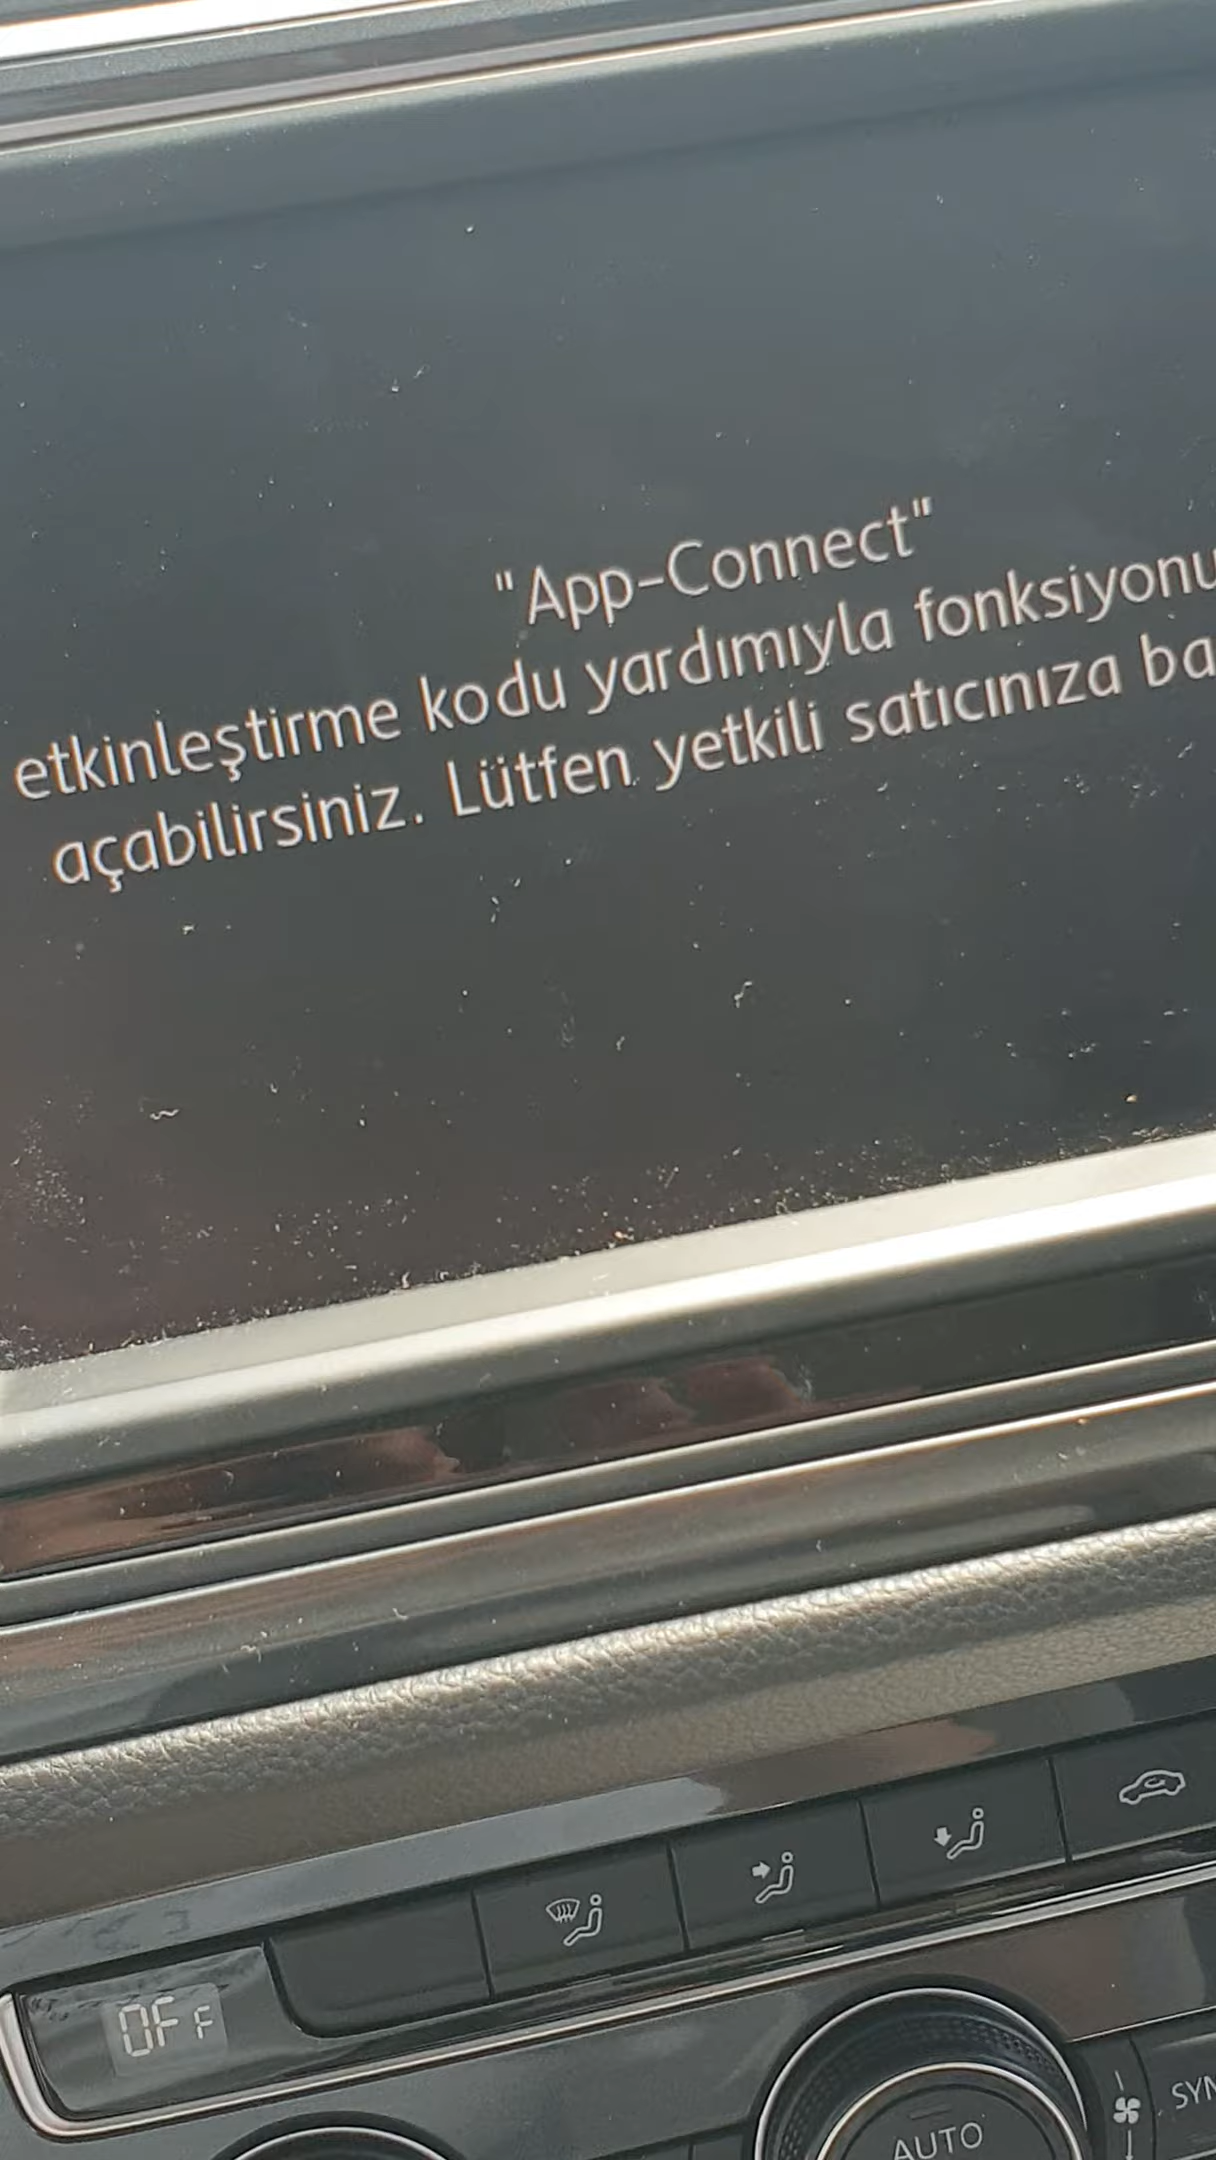 "App-Connect"
etkinleştirme kodu yardımıyla fonksiyonu
açabilirsiniz. Lütfen yetkili satıcınıza
OFF
AUTO